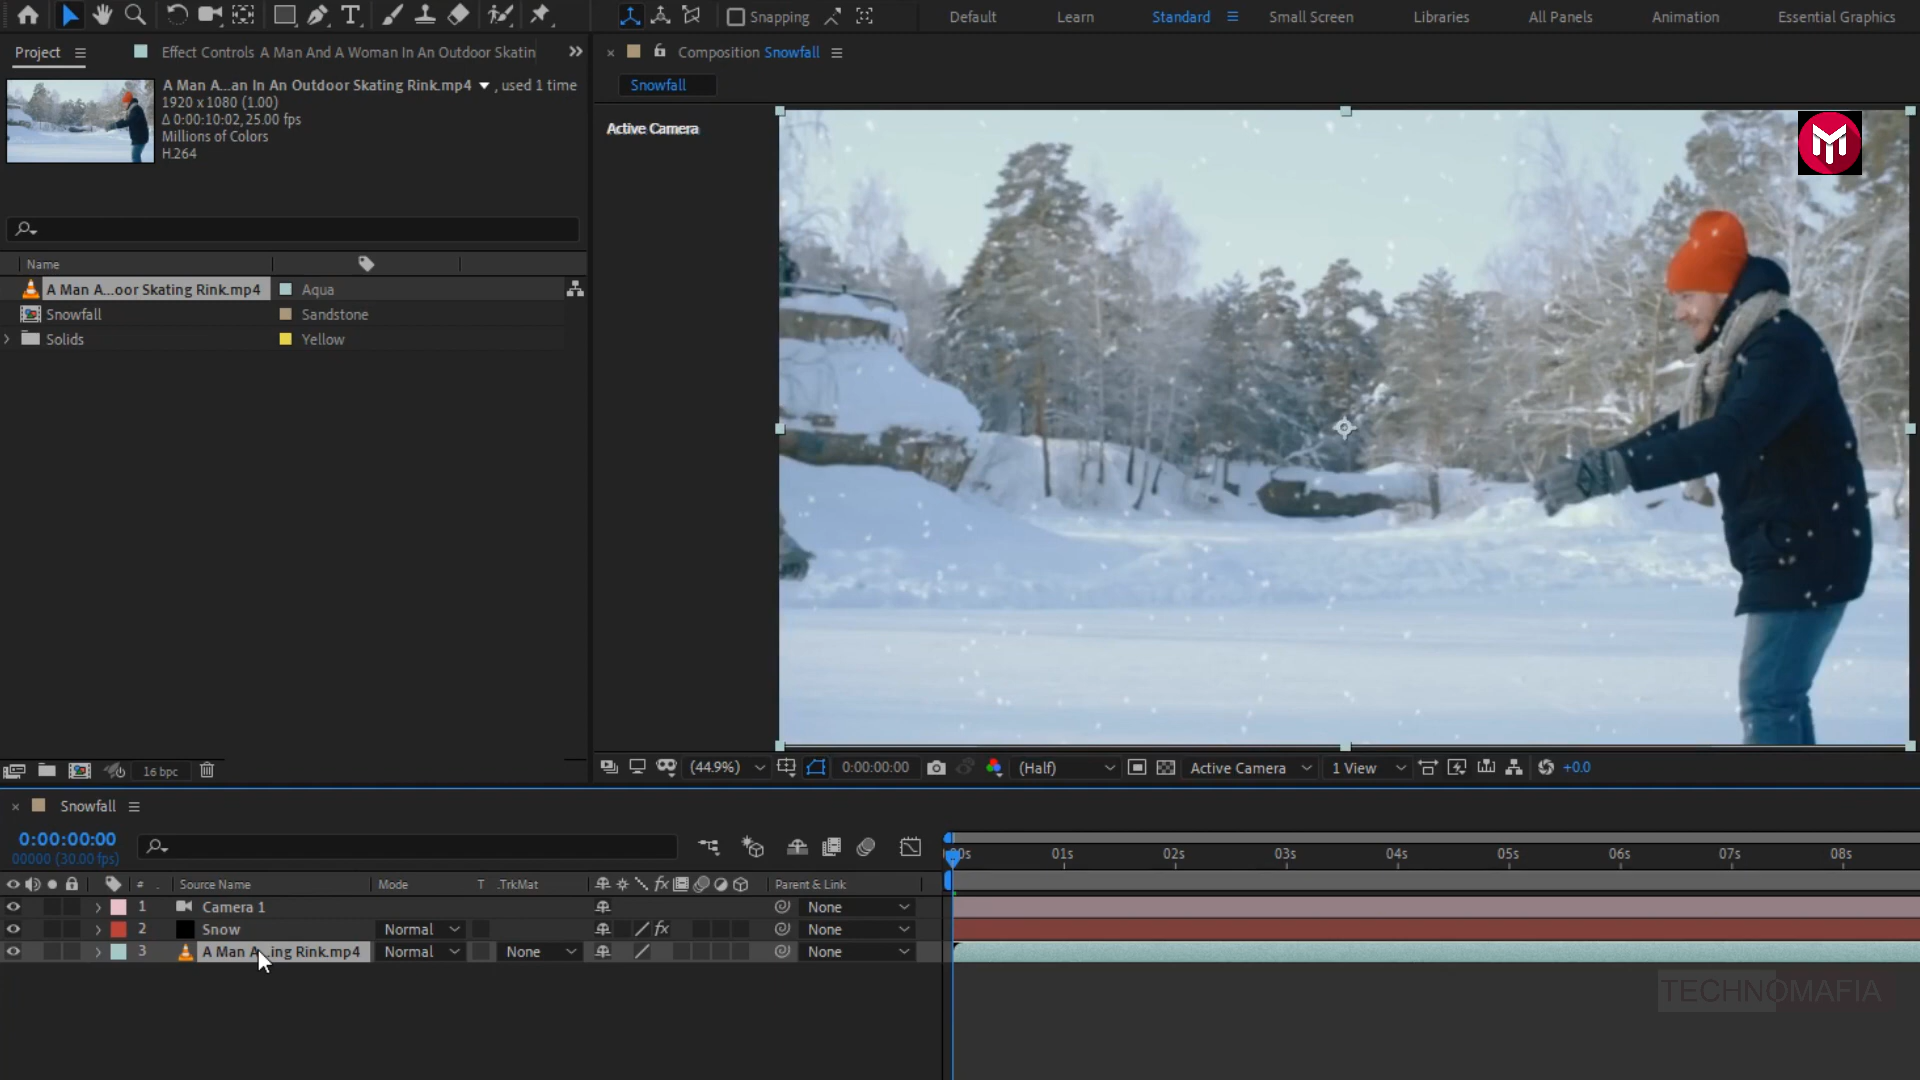 Snapping
Default
Learn
Standard
Small Screen
Libraries
All Panels
Animation
Essential Graphics
Project
Effect Controls A Man And A Woman In An Outdoor Skatin
Composition Snowfall
Snowfall
A Man A...an In An Outdoor Skating Rink.mp4 , used 1 time
1920 x 1080 (1.00)
Δ 0:00:10:02, 25.00 fps
Millions of Colors
H.264
Active Camera
Name
A Man A...oor Skating Rink.mp4 Aqua
Snowfall Sandstone
Solids Yellow
16 bpc
(44.9%)
0:00:00:00
(Half)
Active Camera
1 View
+0.0
Snowfall
0:00:00:00
00000 (30.00 fps)
01s 02s 03s 04s 05s 06s 07s 08s
# Source Name Mode T .TrkMat fx Parent & Link
1 Camera 1 None
2 Snow Normal fx None
3 A Man A...ing Rink.mp4 Normal None None
TECHNOMAFIA